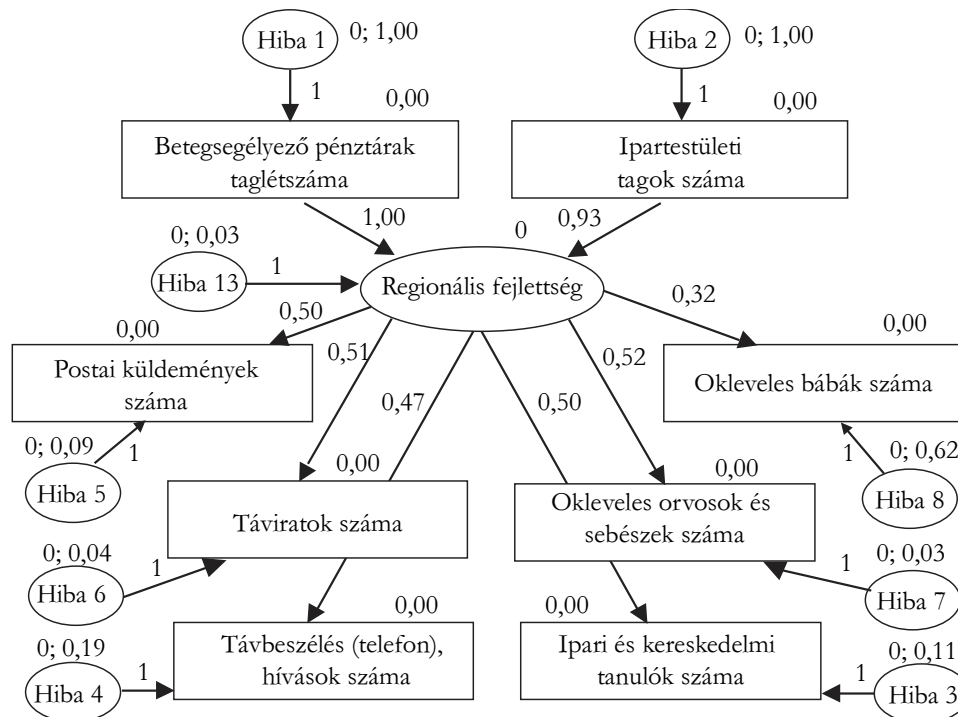 Hiba 1
0; 1,00
Hiba 2
0; 1,00
1
0,00
1
0,00
Betegsegélyező pénztárak
taglétszáma
Ipartestületi
tagok száma
1,00
0
0,93
0; 0,03
Hiba 13
1
Regionális fejlettség
0,50
0,32
0,00
0,51
0,52
0,00
Postai küldemények
száma
Okleveles bábák száma
0,47
0,50
0; 0,09
1
Hiba 5
0,00
0,00
1
0; 0,62
Hiba 8
Táviratok száma
Okleveles orvosok és
sebészek száma
0; 0,04
Hiba 6
1
1
0; 0,03
Hiba 7
0,00
0,00
0; 0,19
Hiba 4
1
Távbeszélés (telefon),
hívások száma
Ipari és kereskedelmi
tanulók száma
1
0; 0,11
Hiba 3